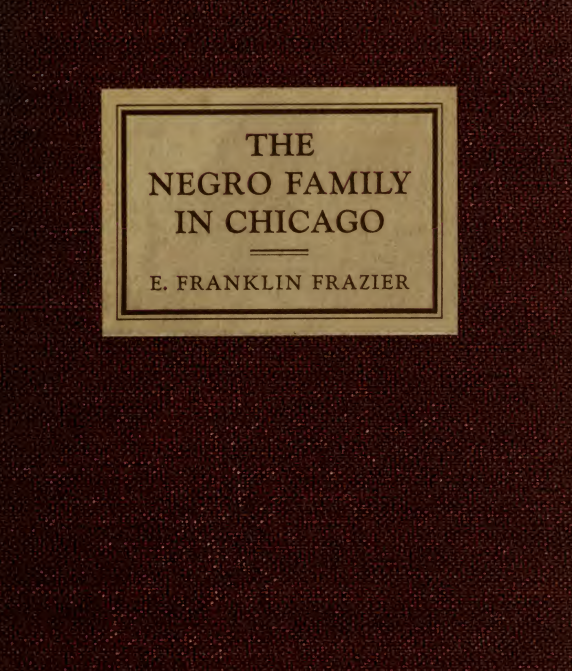 THE
NEGRO FAMILY
IN CHICAGO
E. FRANKLIN FRAZIER